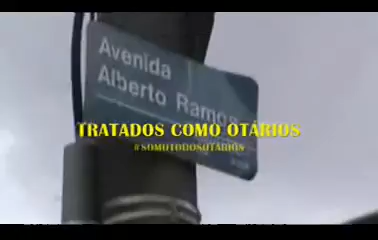 Avenida
Alberto Ramos
TRATADOS COMO OTÁRIOS
#SOMOTODOSOTÁRIOS